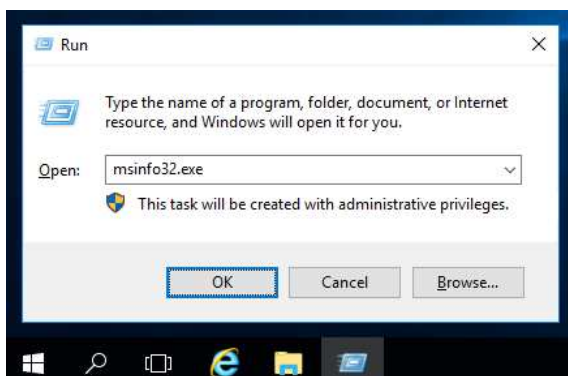 Run
Type the name of a program, folder, document, or Internet
resource, and Windows will open it for you.
Open:
msinfo32.exe
This task will be created with administrative privileges.
OK
Cancel
Browse...